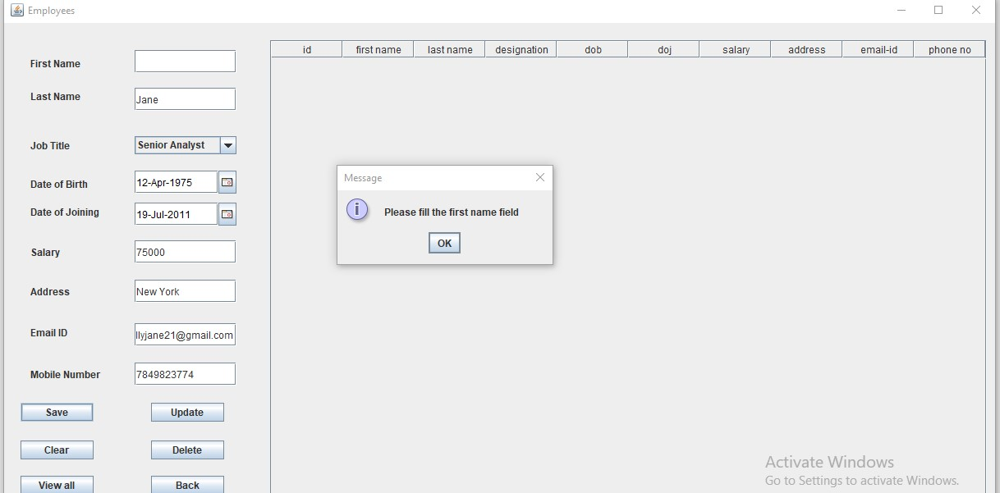 Employees
id first name last name designation dob doj salary address email-id phone no
First Name
Last Name Jane
Job Title Senior Analyst
Date of Birth 12-Apr-1975
Date of Joining 19-Jul-2011
Salary 75000
Address New York
Email ID llyjane21@gmail.com
Mobile Number 7849823774
Save Update
Clear Delete
View all Back
Message
Please fill the first name field
OK
Activate Windows
Go to Settings to activate Windows.